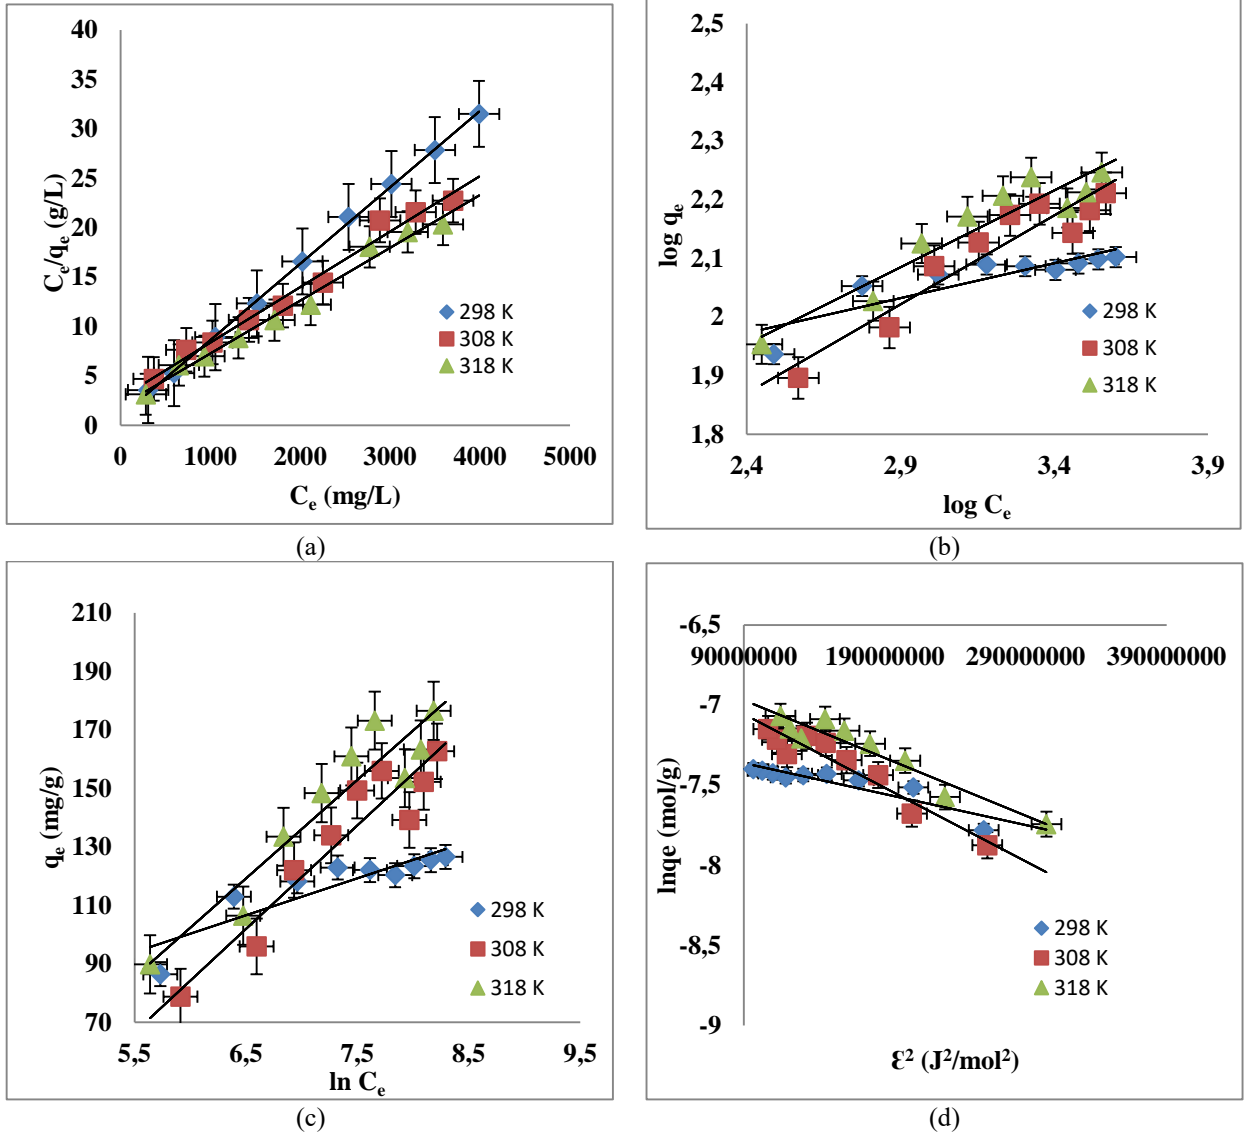 40
35
30
25
20
15
10
5
0
0 1000 2000 3000 4000 5000
Cₑ/qₑ (g/L)
Cₑ (mg/L)
298 K
308 K
318 K
(a)
2,5
2,4
2,3
2,2
2,1
2
1,9
1,8
2,4 2,9 3,4 3,9
log qₑ
log Cₑ
298 K
308 K
318 K
(b)
210
190
170
150
130
110
90
70
5,5 6,5 7,5 8,5 9,5
qₑ (mg/g)
ln Cₑ
298 K
308 K
318 K
(c)
-6,5
90000000 190000000 290000000 390000000
-7
-7,5
-8
-8,5
-9
lnqe (mol/g)
Ɛ² (J²/mol²)
298 K
308 K
318 K
(d)